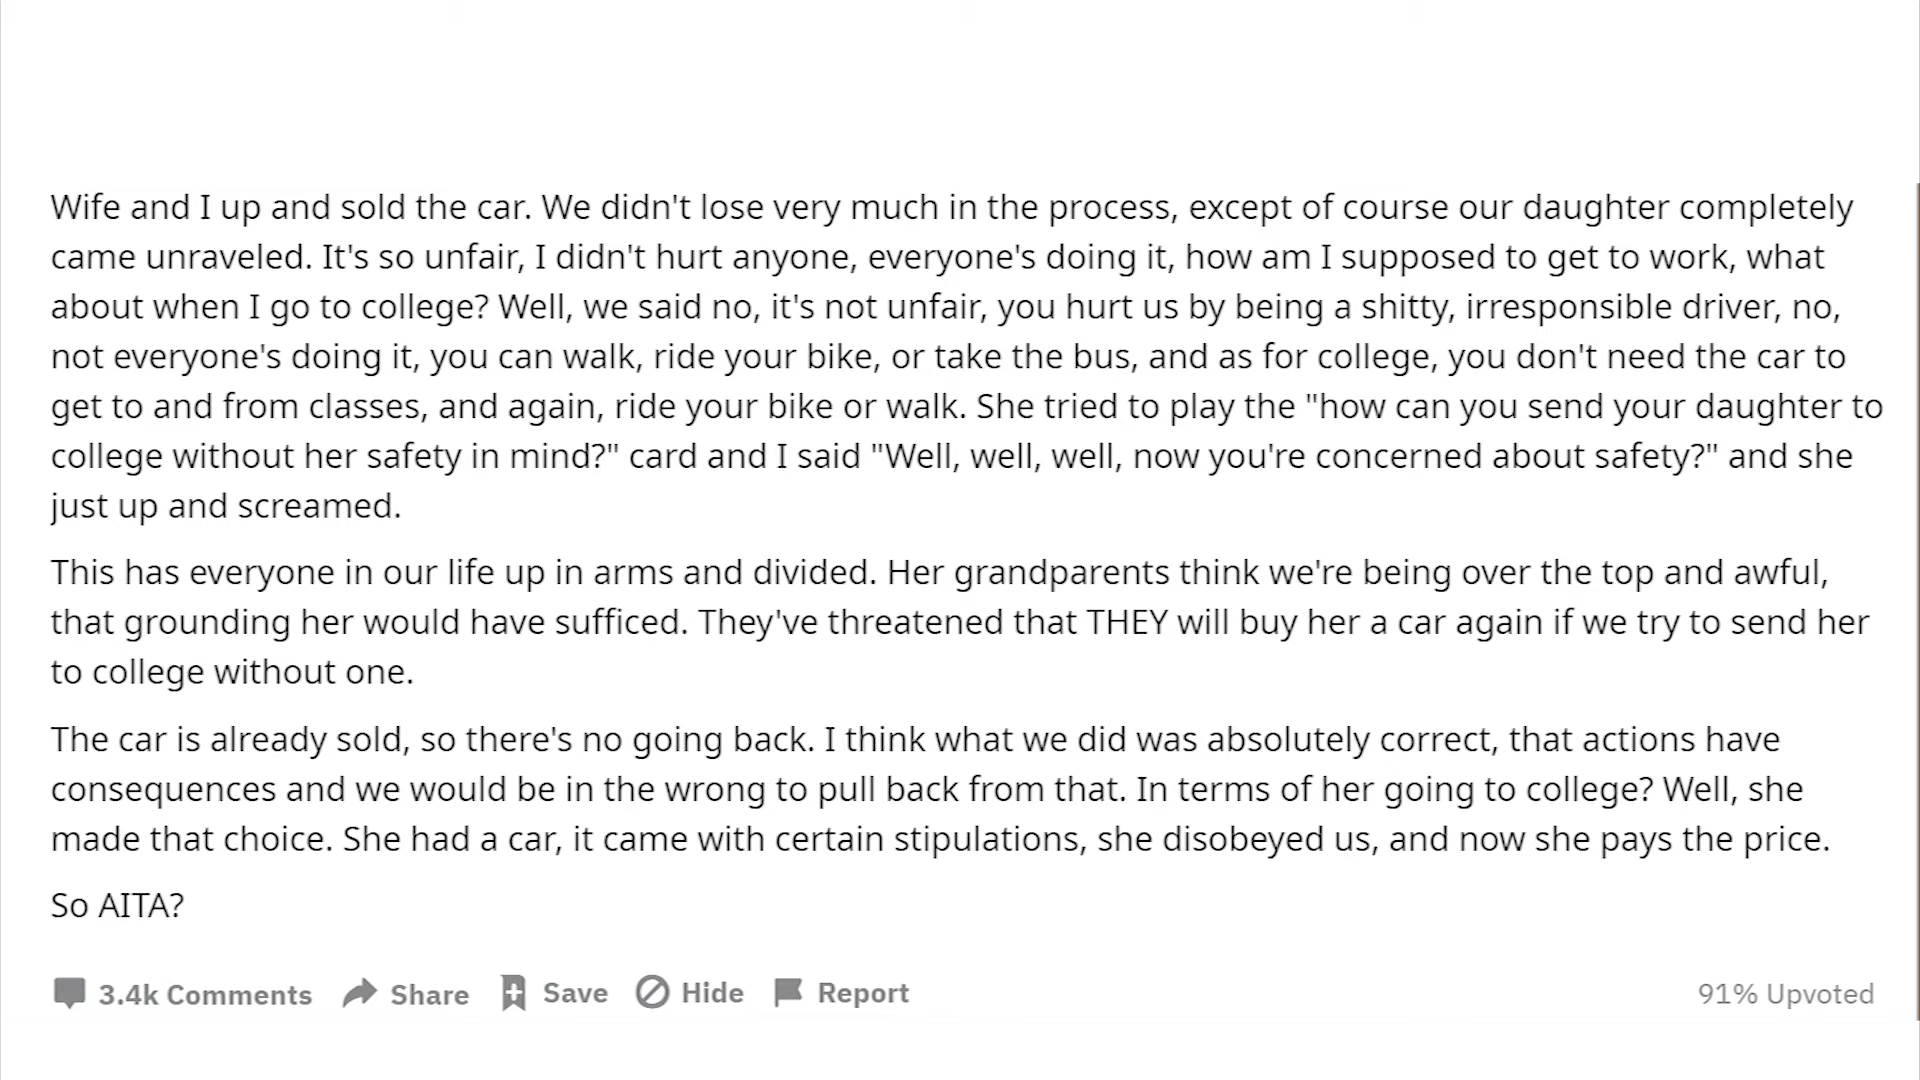 Wife and I up and sold the car. We didn't lose very much in the process, except of course our daughter completely
came unraveled. It's so unfair, I didn't hurt anyone, everyone's doing it, how am I supposed to get to work, what
about when I go to college? Well, we said no, it's not unfair, you hurt us by being a shitty, irresponsible driver, no,
not everyone's doing it, you can walk, ride your bike, or take the bus, and as for college, you don't need the car to
get to and from classes, and again, ride your bike or walk. She tried to play the "how can you send your daughter to
college without her safety in mind?" card and I said "Well, well, well, now you're concerned about safety?" and she
just up and screamed.
This has everyone in our life up in arms and divided. Her grandparents think we're being over the top and awful,
that grounding her would have sufficed. They've threatened that THEY will buy her a car again if we try to send her
to college without one.
The car is already sold, so there's no going back. I think what we did was absolutely correct, that actions have
consequences and we would be in the wrong to pull back from that. In terms of her going to college? Well, she
made that choice. She had a car, it came with certain stipulations, she disobeyed us, and now she pays the price.
So AITA?
3.4k Comments Share Save Hide Report 91% Upvoted